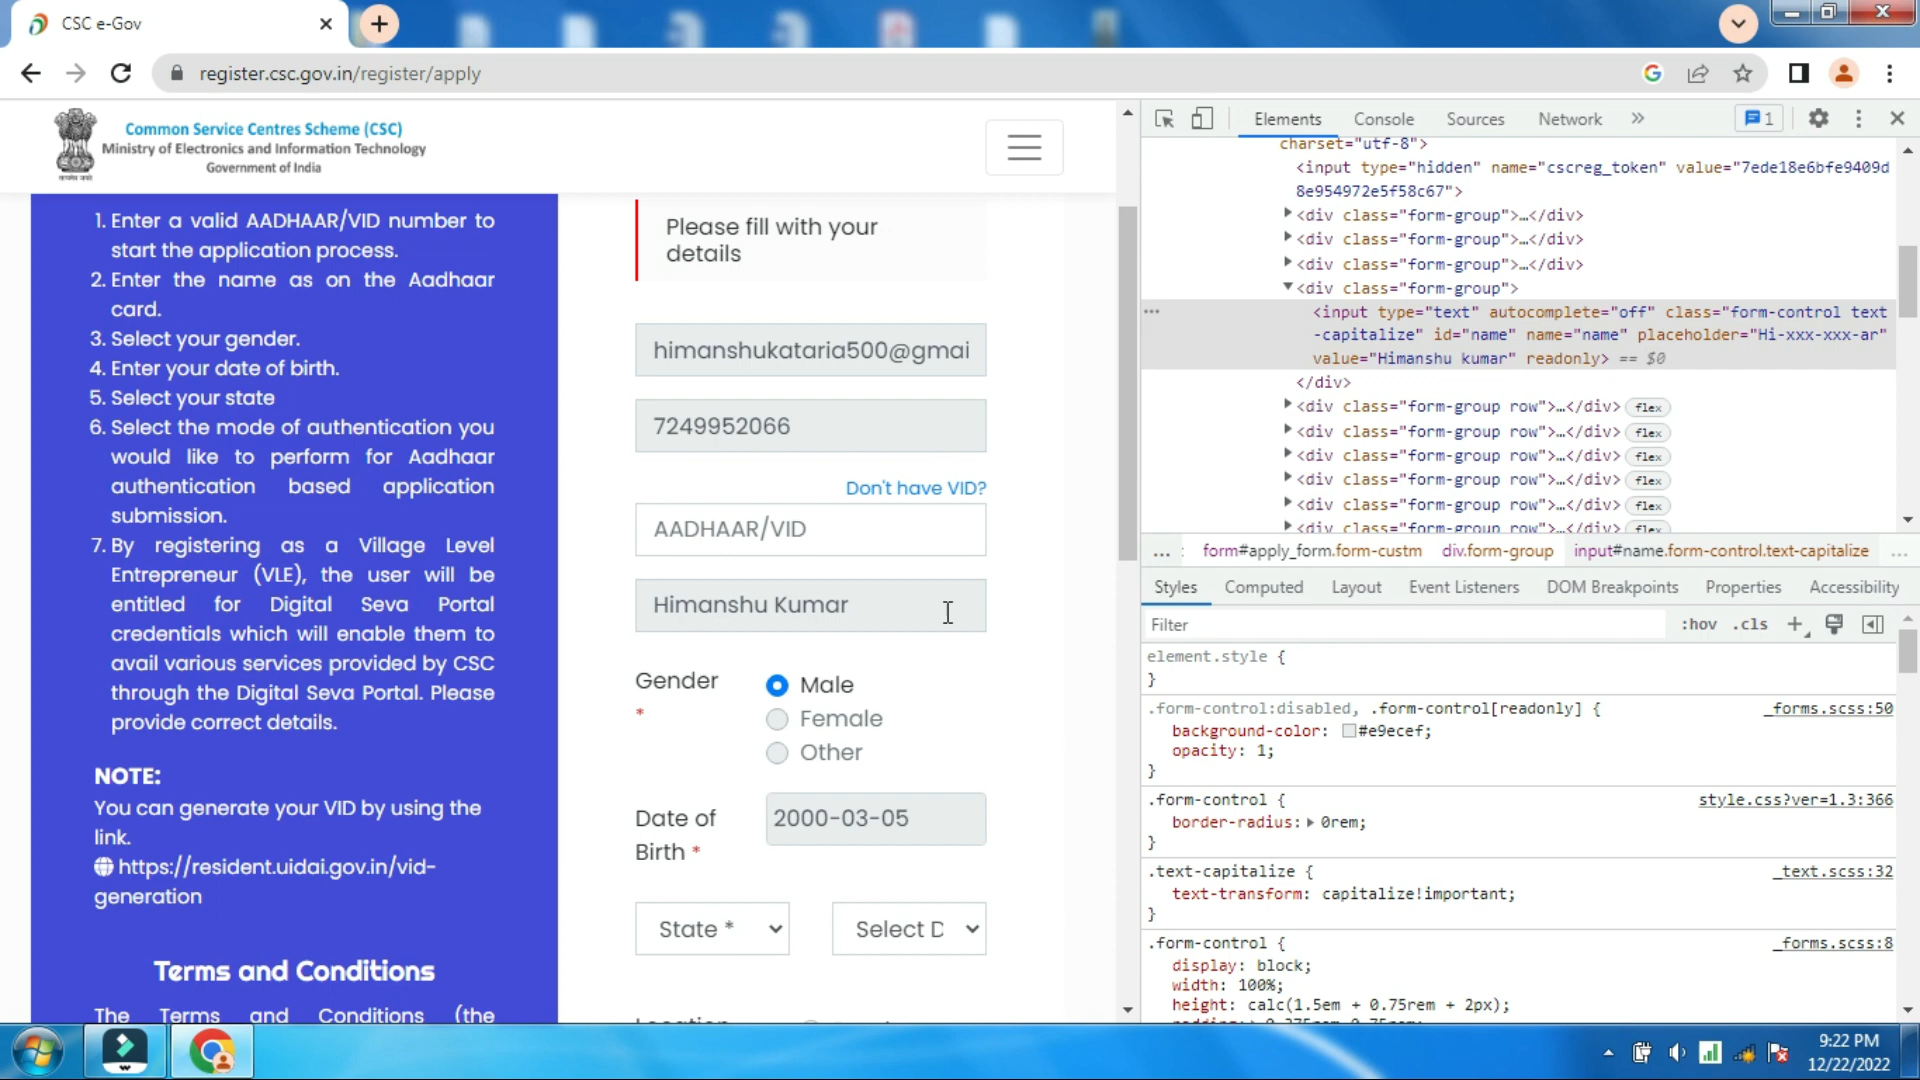 CSC e-Gov
register.csc.gov.in/register/apply
Common Service Centres Scheme (CSC)
Ministry of Electronics and Information Technology
Government of India
1. Enter a valid AADHAAR/VID number to
start the application process.
2. Enter the name as on the Aadhaar
card.
3. Select your gender.
4. Enter your date of birth.
5. Select your state
6. Select the mode of authentication you
would like to perform for Aadhaar
authentication based application
submission.
7. By registering as a Village Level
Entrepreneur (VLE), the user will be
entitled for Digital Seva Portal
credentials which will enable them to
avail various services provided by CSC
through the Digital Seva Portal. Please
provide correct details.
NOTE:
You can generate your VID by using the
link.
https://resident.uidai.gov.in/vid-
generation
Terms and Conditions
The Terms and Conditions (the
Please fill with your
details
himanshukataria500@gmai
7249952066
Don't have VID?
AADHAAR/VID
Himanshu Kumar
Gender
*
Male
Female
Other
Date of
Birth *
2000-03-05
State *
Select D
Elements
Console
Sources
Network
»
1
charset="utf-8">
<input type="hidden" name="cscreg_token" value="7ede18e6bfe9409d
8e954972e5f58c67">
<div class="form-group">…</div>
<div class="form-group">…</div>
<div class="form-group">…</div>
<div class="form-group">
<input type="text" autocomplete="off" class="form-control text
-capitalize" id="name" name="name" placeholder="Hi-xxx-xxx-ar"
value="Himanshu kumar" readonly> == $0
</div>
<div class="form-group row">…</div> flex
<div class="form-group row">…</div> flex
<div class="form-group row">…</div> flex
<div class="form-group row">…</div> flex
<div class="form-group row">…</div> flex
<div class="form-group row">…</div> flex
… form#apply_form.form-custm div.form-group input#name.form-control.text-capitalize …
Styles
Computed
Layout
Event Listeners
DOM Breakpoints
Properties
Accessibility
Filter
:hov .cls +
element.style {
}
.form-control:disabled, .form-control[readonly] { _forms.scss:50
background-color: #e9ecef;
opacity: 1;
}
.form-control { style.css?ver=1.3:366
border-radius: 0rem;
}
.text-capitalize { _text.scss:32
text-transform: capitalize!important;
}
.form-control { _forms.scss:8
display: block;
width: 100%;
height: calc(1.5em + 0.75rem + 2px);
9:22 PM
12/22/2022